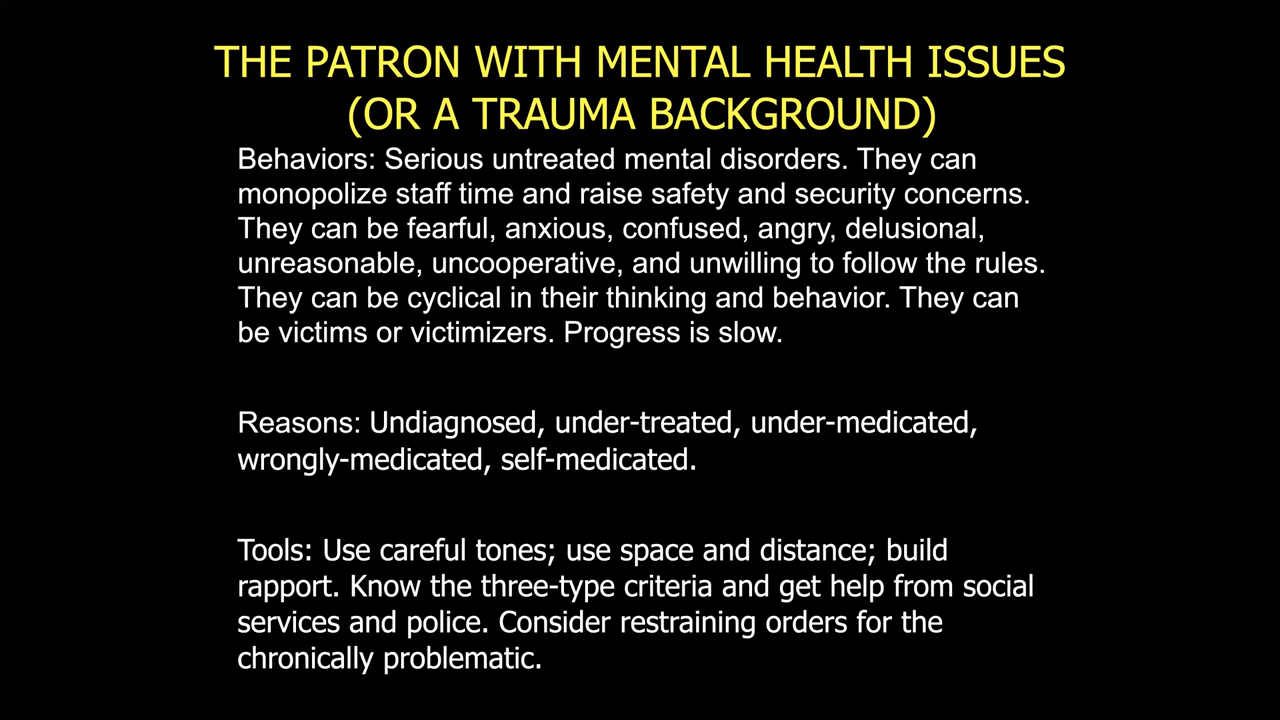 THE PATRON WITH MENTAL HEALTH ISSUES
(OR A TRAUMA BACKGROUND)
Behaviors: Serious untreated mental disorders. They can
monopolize staff time and raise safety and security concerns.
They can be fearful, anxious, confused, angry, delusional,
unreasonable, uncooperative, and unwilling to follow the rules.
They can be cyclical in their thinking and behavior. They can
be victims or victimizers. Progress is slow.
Reasons: Undiagnosed, under-treated, under-medicated,
wrongly-medicated, self-medicated.
Tools: Use careful tones; use space and distance; build
rapport. Know the three-type criteria and get help from social
services and police. Consider restraining orders for the
chronically problematic.